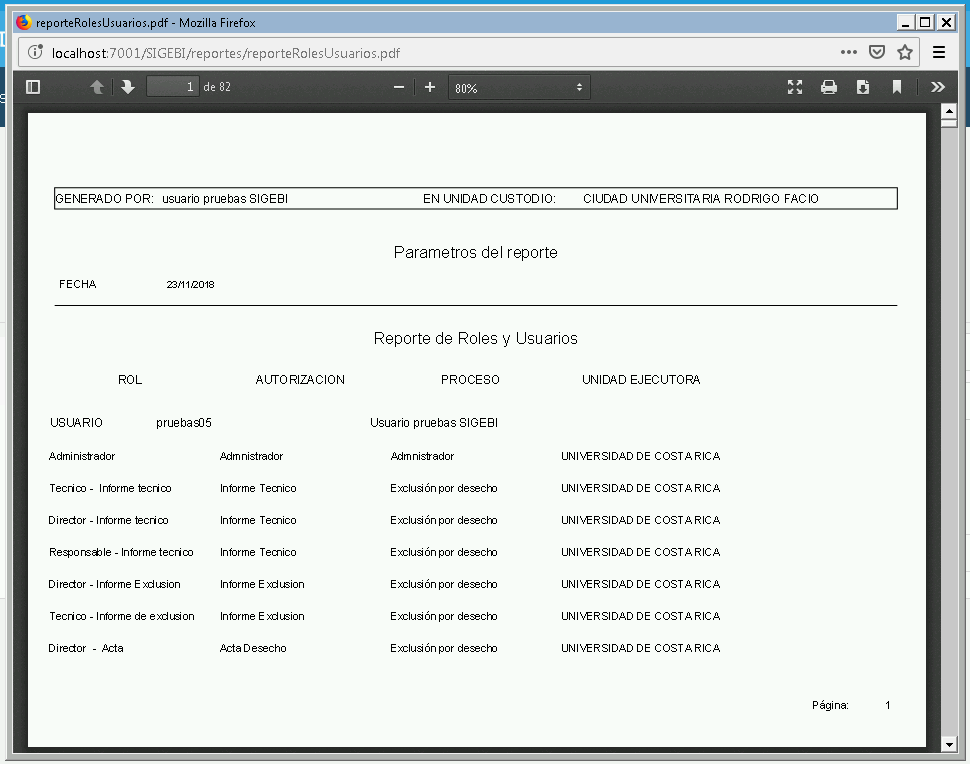 reporteRolesUsuarios.pdf - Mozilla Firefox
localhost:7001/SIGEBI/reportes/reporteRolesUsuarios.pdf
1 de 82 80%
GENERADO POR: usuario pruebas SIGEBI EN UNIDAD CUSTODIO: CIUDAD UNIVERSITARIA RODRIGO FACIO
Parametros del reporte
FECHA 23/11/2018
Reporte de Roles y Usuarios
ROL AUTORIZACION PROCESO UNIDAD EJECUTORA
USUARIO pruebas05 Usuario pruebas SIGEBI
Administrador Admnistrador Admnistrador UNIVERSIDAD DE COSTA RICA
Tecnico - Informe tecnico Informe Tecnico Exclusión por desecho UNIVERSIDAD DE COSTA RICA
Director - Informe tecnico Informe Tecnico Exclusión por desecho UNIVERSIDAD DE COSTA RICA
Responsable - Informe tecnico Informe Tecnico Exclusión por desecho UNIVERSIDAD DE COSTA RICA
Director - Informe Exclusion Informe Exclusion Exclusión por desecho UNIVERSIDAD DE COSTA RICA
Tecnico - Informe de exclusion Informe Exclusion Exclusión por desecho UNIVERSIDAD DE COSTA RICA
Director - Acta Acta Desecho Exclusión por desecho UNIVERSIDAD DE COSTA RICA
Página: 1